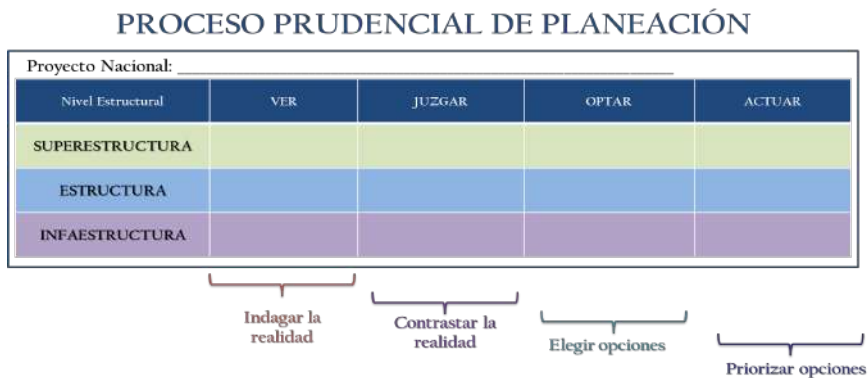 PROCESO PRUDENCIAL DE PLANEACIÓN
Proyecto Nacional:
Nivel Estructural VER JUZGAR OPTAR ACTUAR
SUPERESTRUCTURA
ESTRUCTURA
INFAESTRUCTURA
Indagar la
realidad
Contrastar la
realidad
Elegir opciones
Priorizar opciones